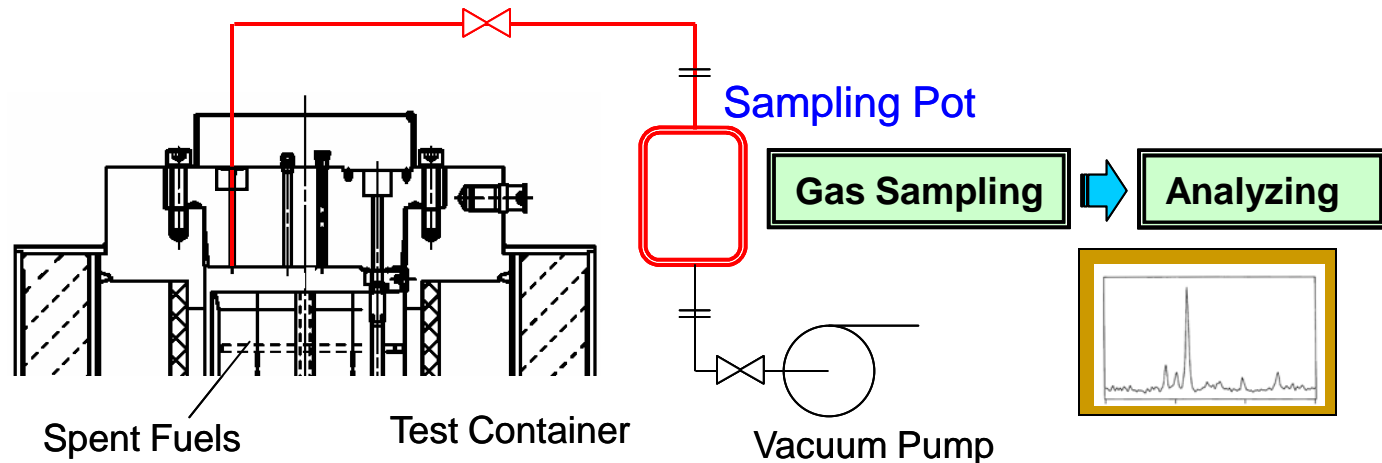 Sampling Pot
Gas Sampling
Analyzing
Spent Fuels
Test Container
Vacuum Pump